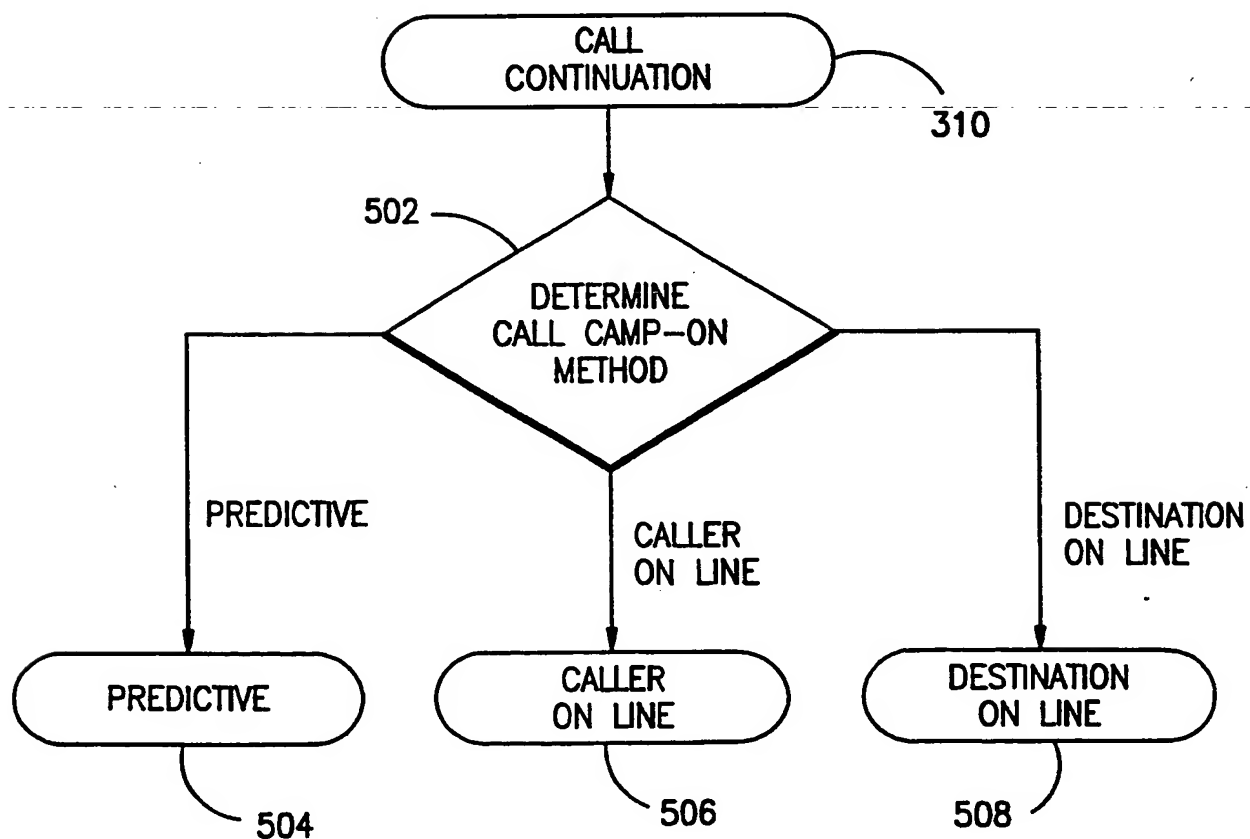 CALL
CONTINUATION
310
502
DETERMINE
CALL CAMP-ON
METHOD
PREDICTIVE
CALLER
ON LINE
DESTINATION
ON LINE
PREDICTIVE
CALLER
ON LINE
DESTINATION
ON LINE
504
506
508